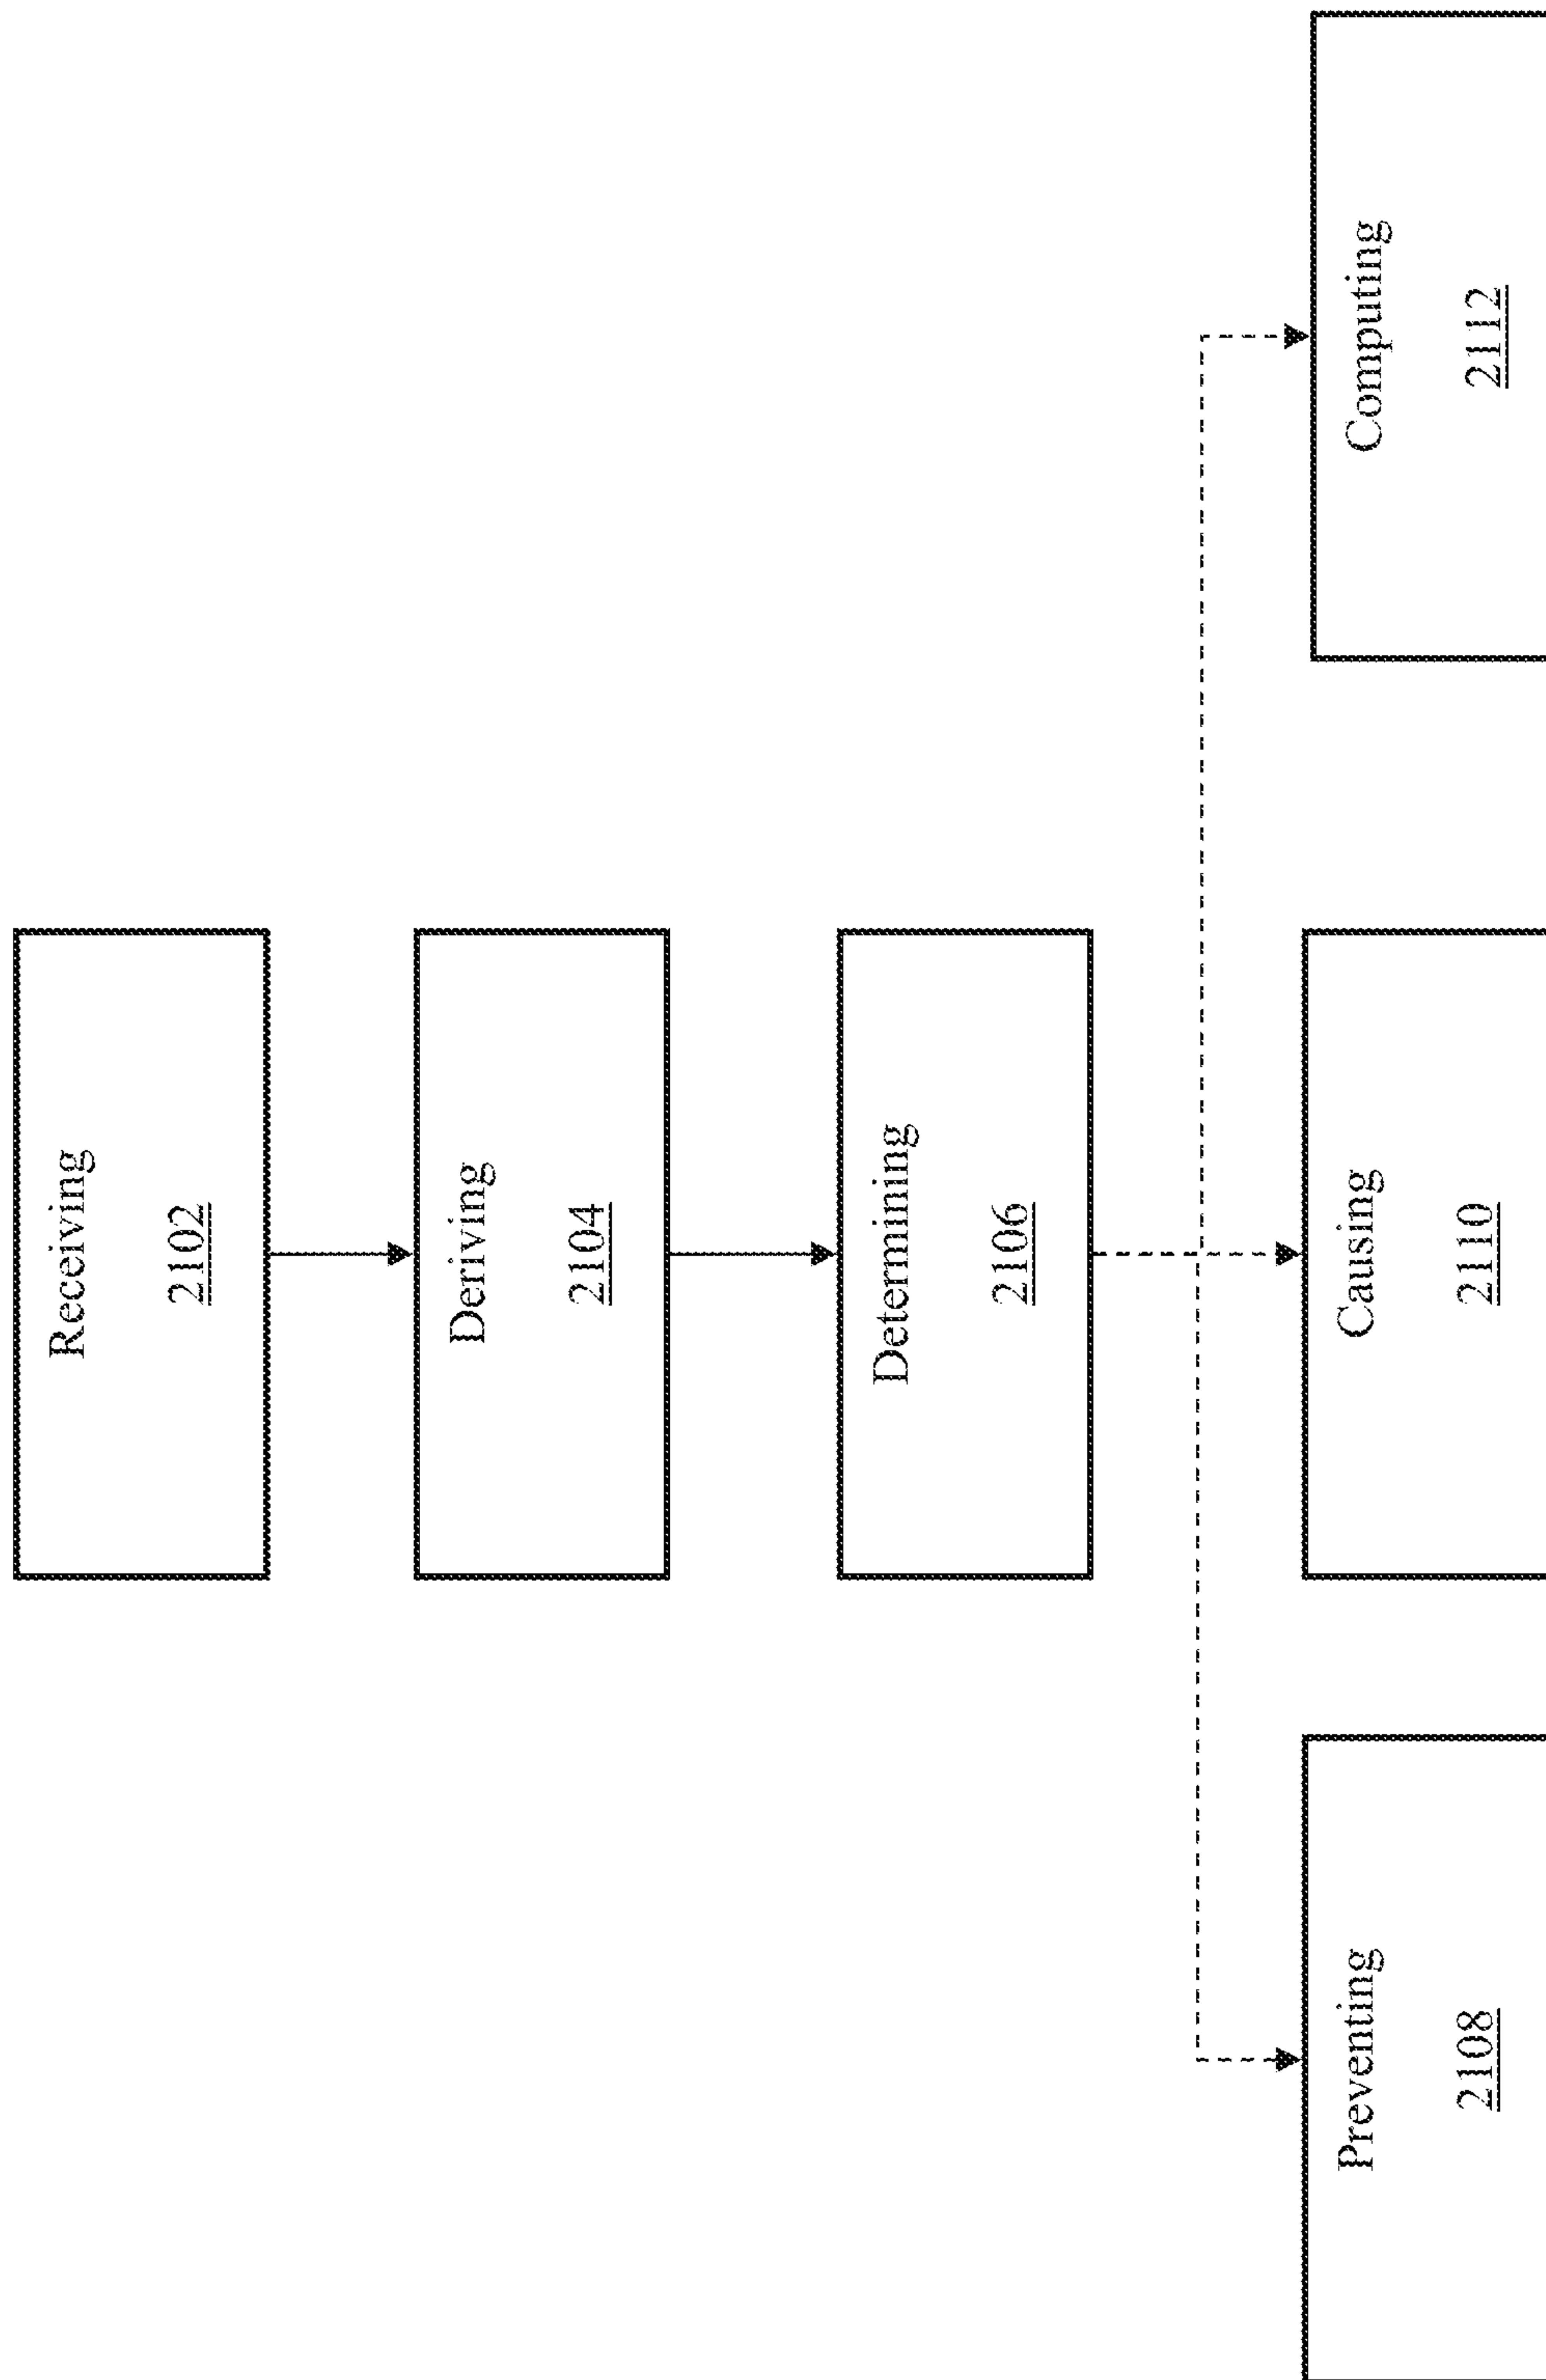 Receiving
2102
Deriving
2104
Determining
2106
Preventing
2108
Causing
2110
Computing
2112